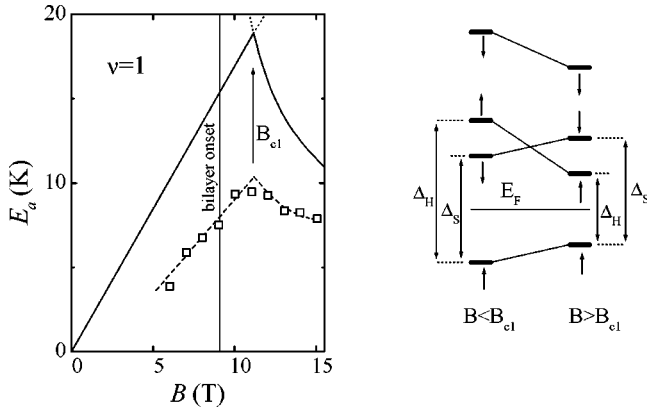 20
ν=1
bilayer onset
B_c1
10
E_a (K)
0
0 5 10 15
B (T)
Δ_H
Δ_S
E_F
Δ_H
Δ_S
B<B_c1 B>B_c1